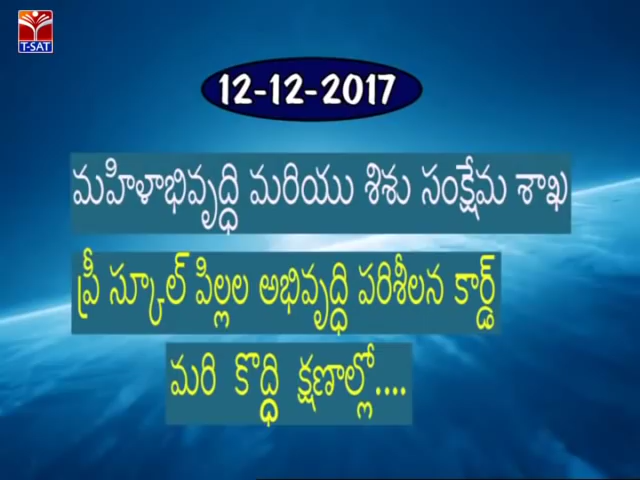 T-SAT
12-12-2017
మహిళాభివృద్ధి మరియు శిశు సంక్షేమ శాఖ
ప్రీ స్కూల్ పిల్లల అభివృద్ధి పరిశీలన కార్డ్
మరి కొద్ధి క్షణాల్లో....